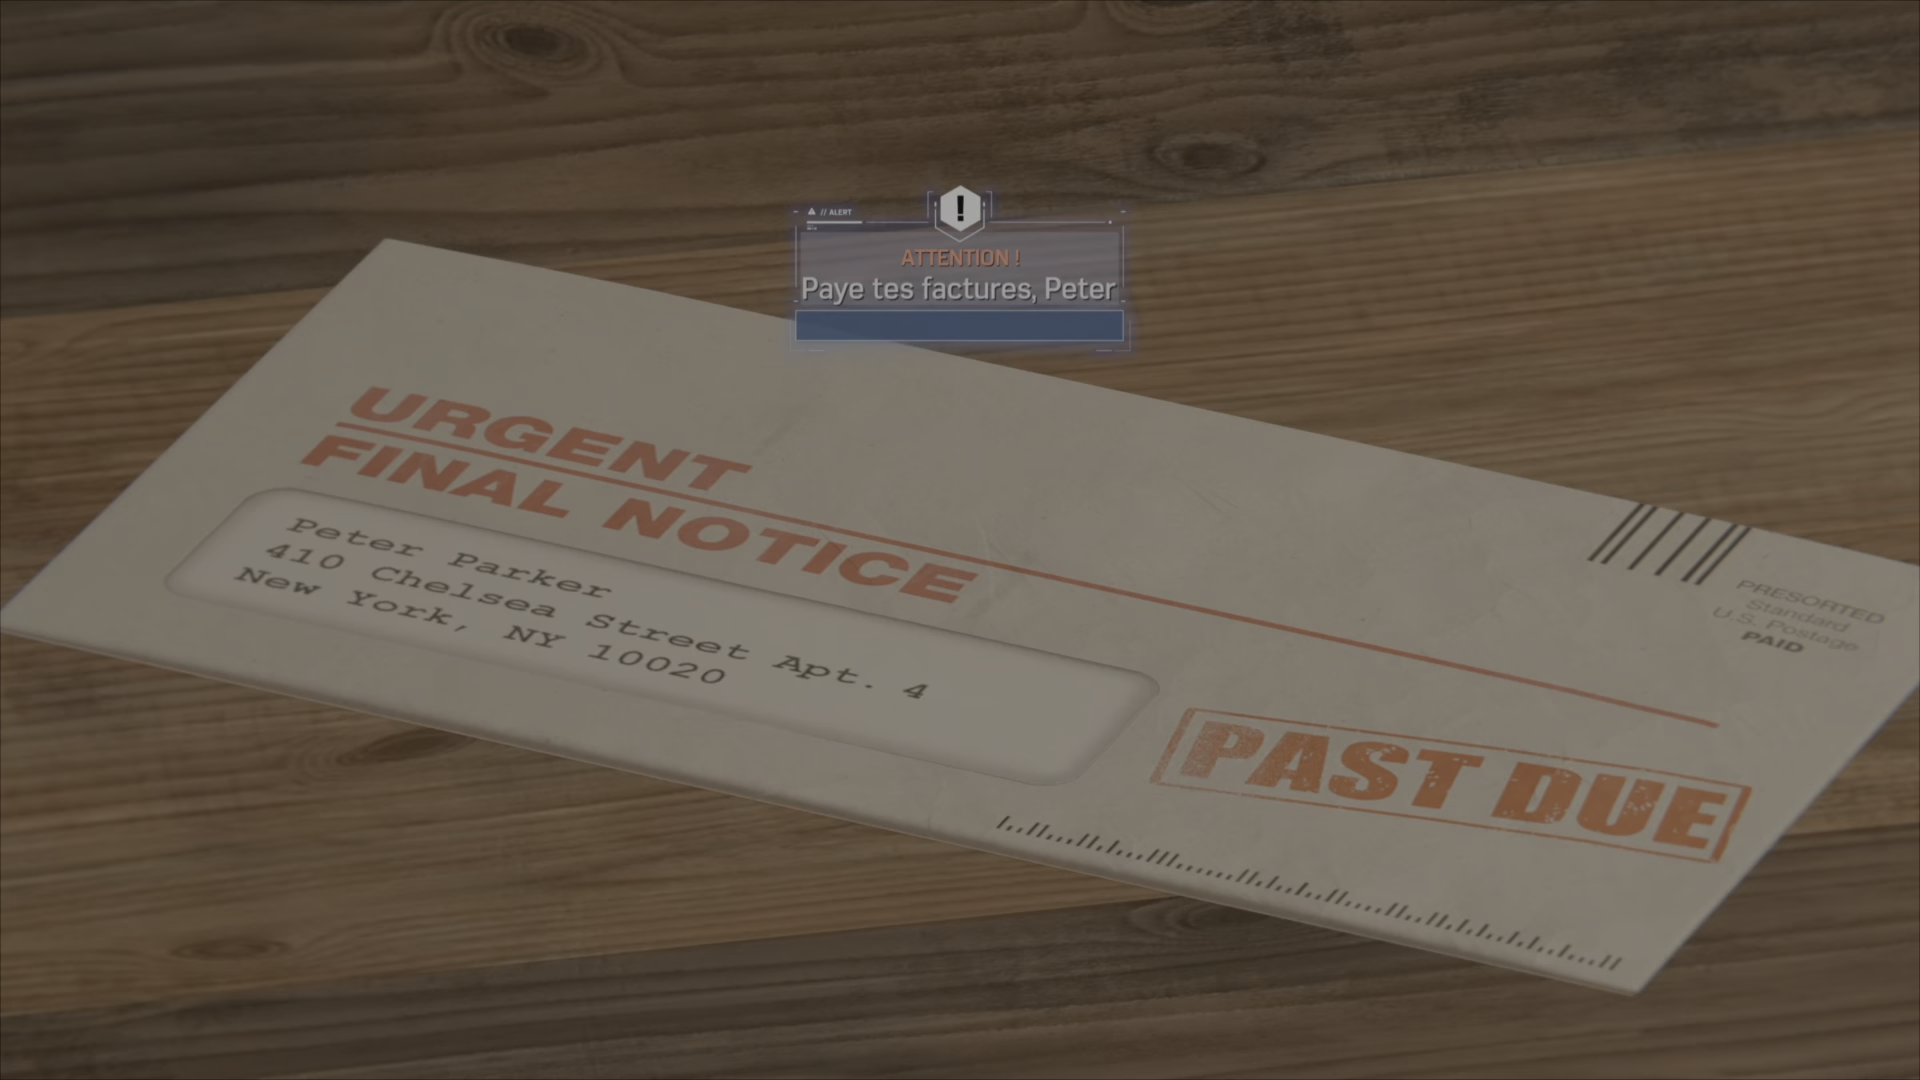 // ALERT
!
ATTENTION !
Paye tes factures, Peter
URGENT
FINAL NOTICE
Peter Parker
410 Chelsea Street Apt. 4
New York, NY 10020
PRESORTED
Standard
U.S. Postage
PAID
PAST DUE